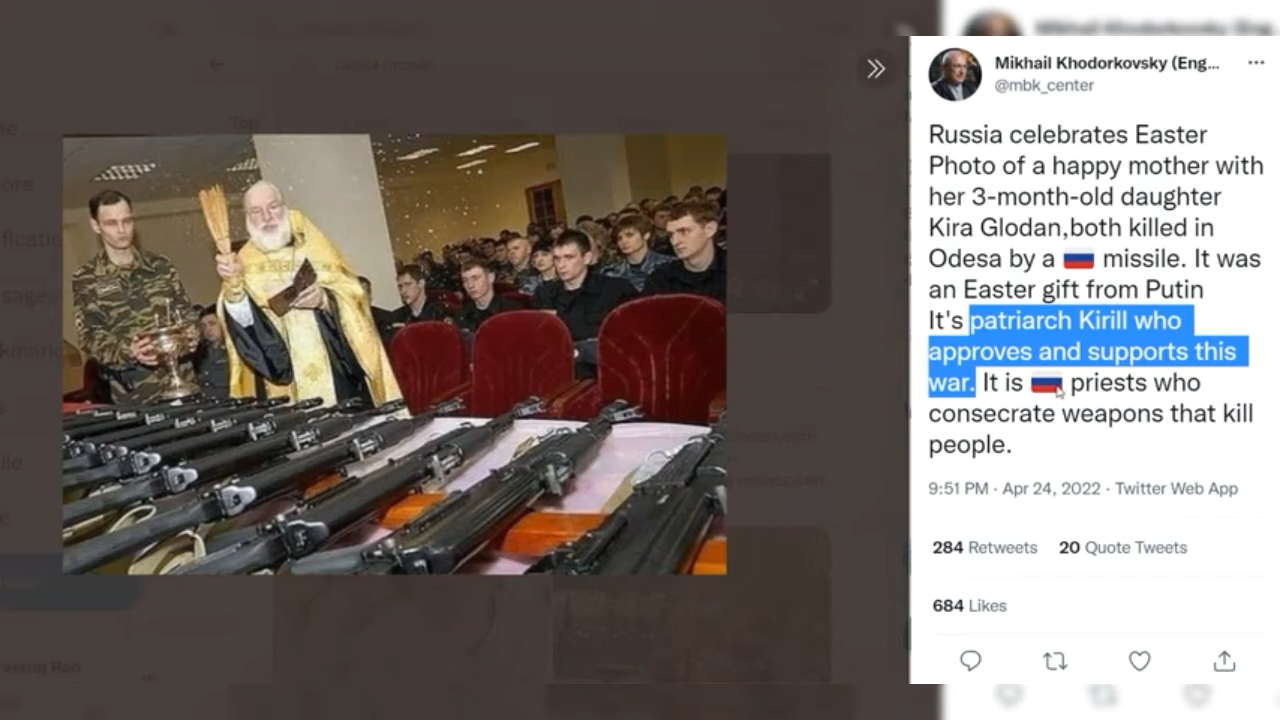 Mikhail Khodorkovsky (Eng...
@mbk_center
Russia celebrates Easter
Photo of a happy mother with
her 3-month-old daughter
Kira Glodan,both killed in
Odesa by a 🇷🇺 missile. It was
an Easter gift from Putin
It's patriarch Kirill who
approves and supports this
war. It is 🇷🇺 priests who
consecrate weapons that kill
people.
9:51 PM · Apr 24, 2022 · Twitter Web App
284 Retweets 20 Quote Tweets
684 Likes